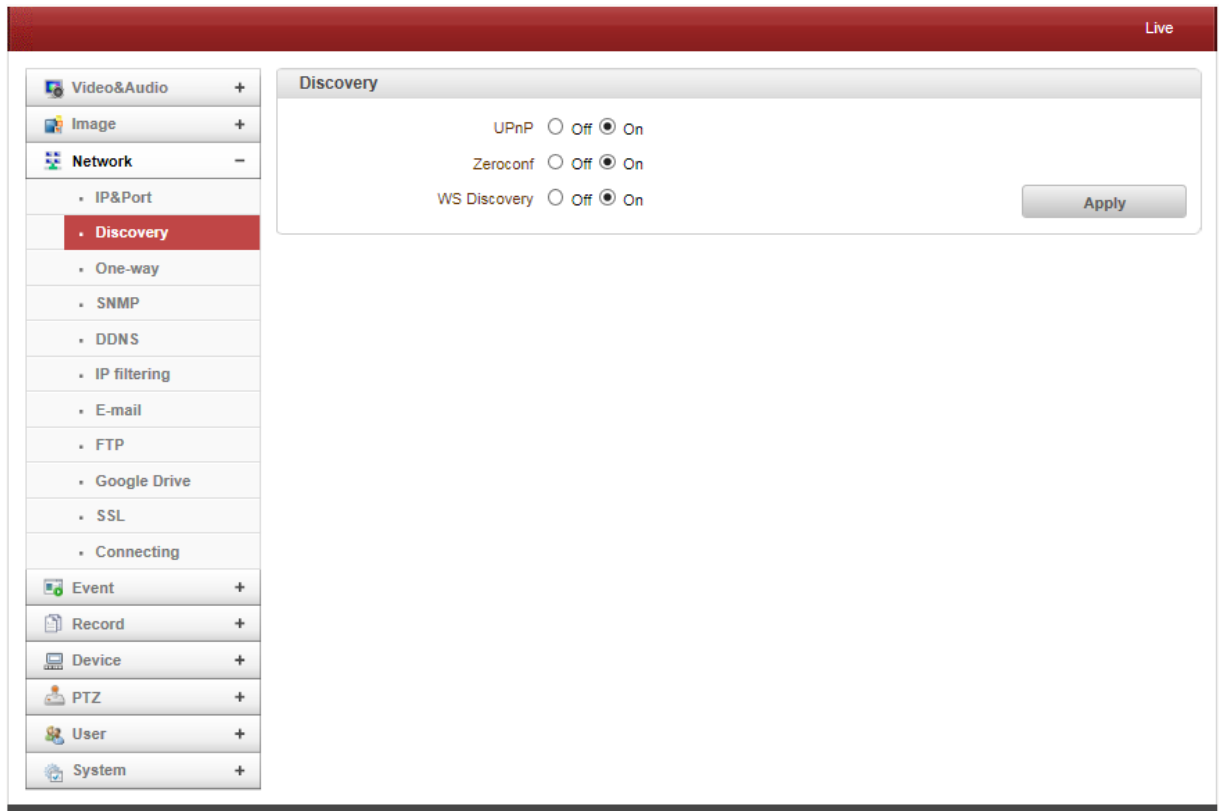 Live
Video&Audio +
Image +
Network −
IP&Port
Discovery
One-way
SNMP
DDNS
IP filtering
E-mail
FTP
Google Drive
SSL
Connecting
Event +
Record +
Device +
PTZ +
User +
System +
Discovery
UPnP Off On
Zeroconf Off On
WS Discovery Off On
Apply